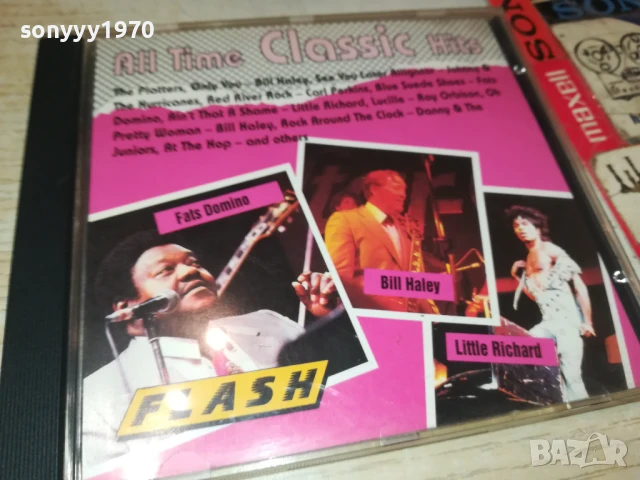 sonyyy1970
All Time Classic Hits
The Platters, Only You – Bill Haley, See You Later Alligator – Johnny &
The Hurricanes, Red River Rock – Carl Perkins, Blue Suede Shoes – Fats
Domino, Ain't That A Shame – Little Richard, Lucille – Roy Orbison, Oh
Pretty Woman – Bill Haley, Rock Around The Clock – Danny & The
Juniors, At The Hop – and others
Fats Domino
Bill Haley
Little Richard
FLASH
SON
maxell
sonyyy1970
BAZAR
bg